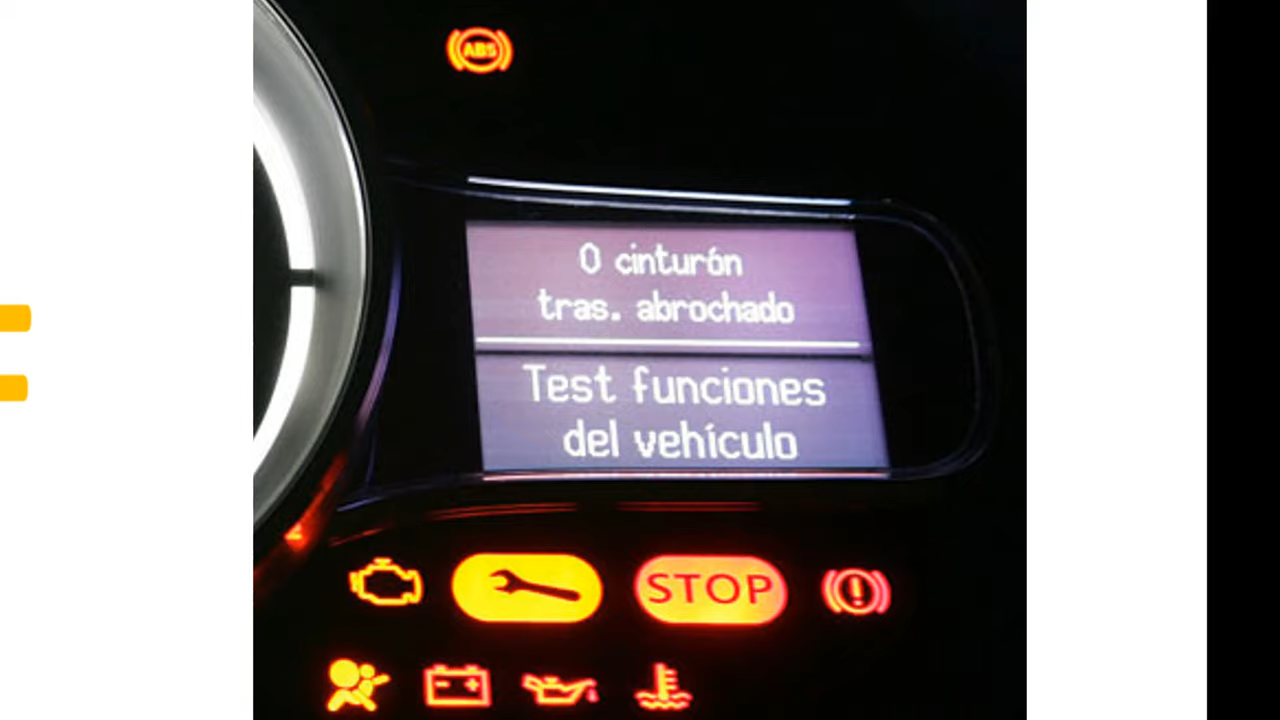 ABS
0 cinturón
tras. abrochado
Test funciones
del vehículo
STOP